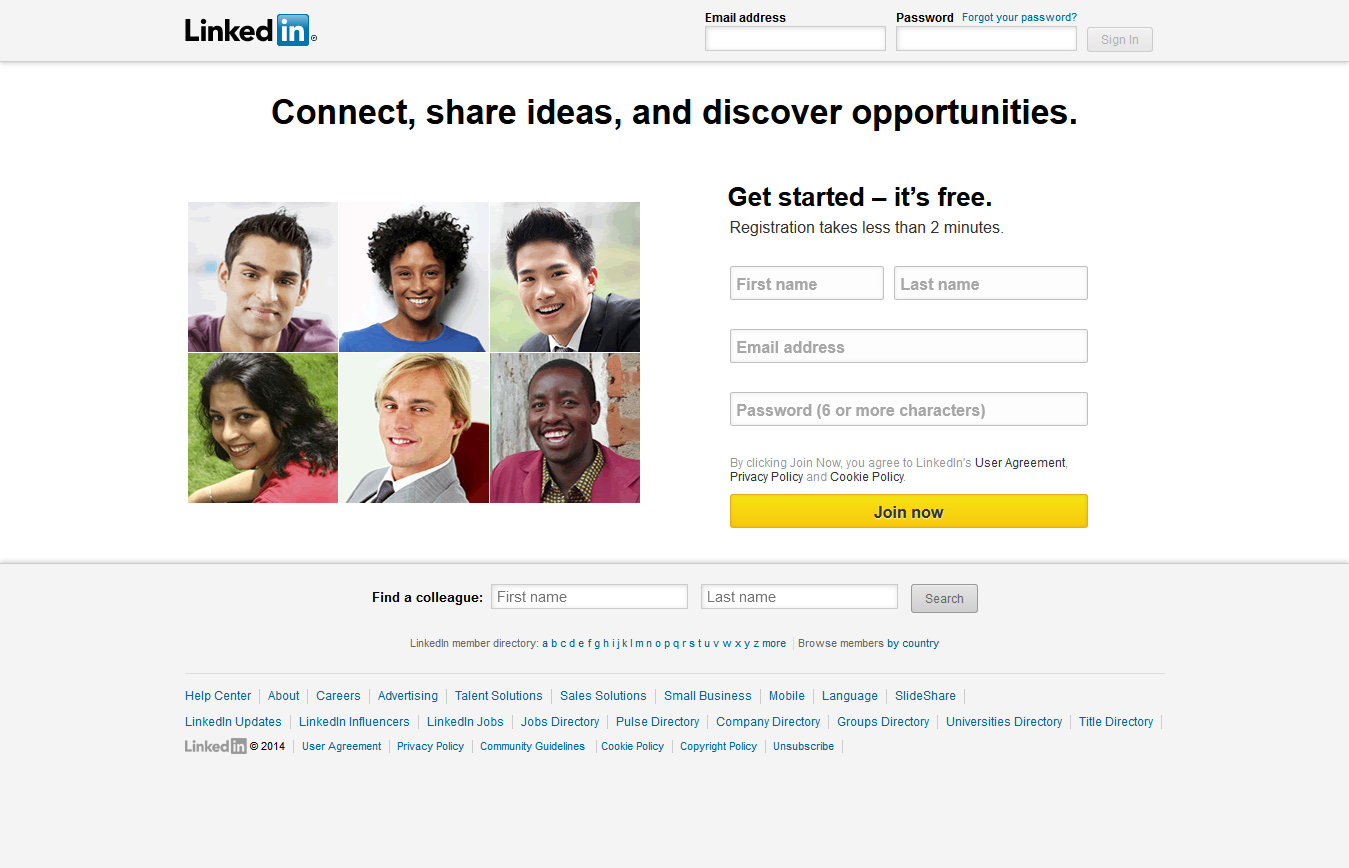 Linked in ®
Email address
Password Forgot your password?
Sign In
Connect, share ideas, and discover opportunities.
Get started – it’s free.
Registration takes less than 2 minutes.
First name Last name
Email address
Password (6 or more characters)
By clicking Join Now, you agree to LinkedIn's User Agreement,
Privacy Policy and Cookie Policy.
Join now
Find a colleague: First name Last name Search
LinkedIn member directory: a b c d e f g h i j k l m n o p q r s t u v w x y z more Browse members by country
Help Center About Careers Advertising Talent Solutions Sales Solutions Small Business Mobile Language SlideShare
LinkedIn Updates LinkedIn Influencers LinkedIn Jobs Jobs Directory Pulse Directory Company Directory Groups Directory Universities Directory Title Directory
Linked in © 2014 User Agreement Privacy Policy Community Guidelines Cookie Policy Copyright Policy Unsubscribe